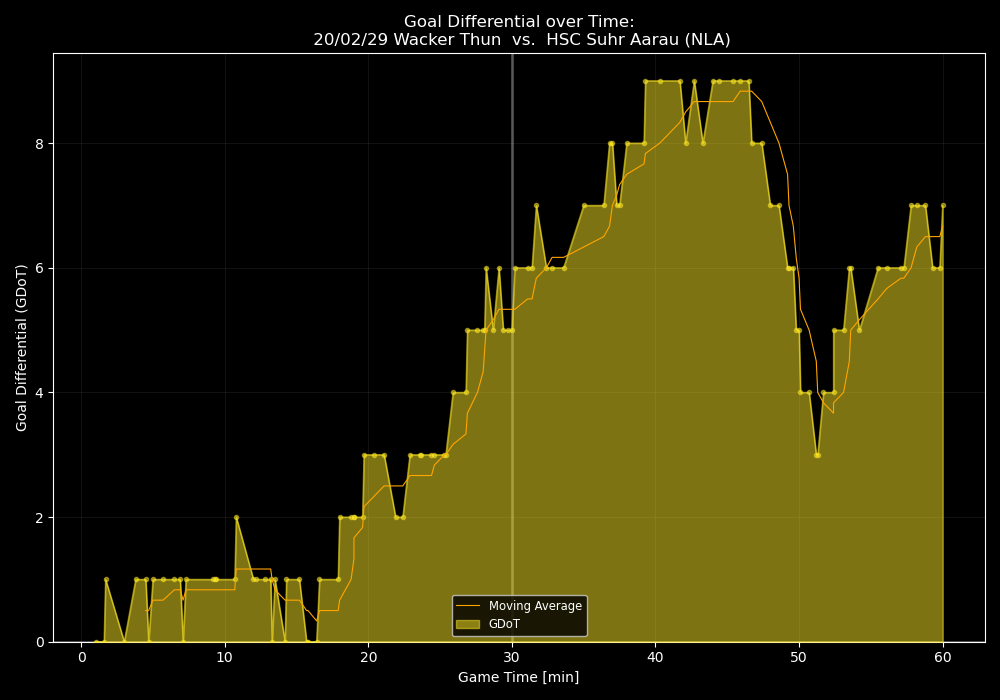 Goal Differential over Time:
20/02/29 Wacker Thun  vs.  HSC Suhr Aarau (NLA)
Goal Differential (GDoT)
8
6
4
2
0
Moving Average
GDoT
0 10 20 30 40 50 60
Game Time [min]